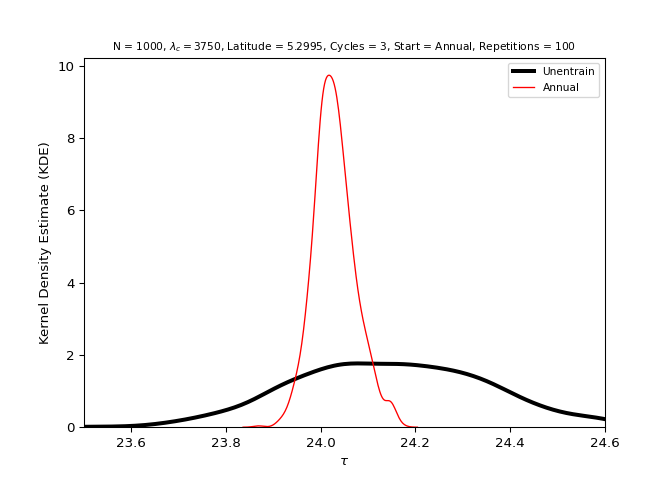 N = 1000, λc = 3750, Latitude = 5.2995, Cycles = 3, Start = Annual, Repetitions = 100
Unentrain
Annual
Kernel Density Estimate (KDE)
10
8
6
4
2
0
23.6 23.8 24.0 24.2 24.4 24.6
τ